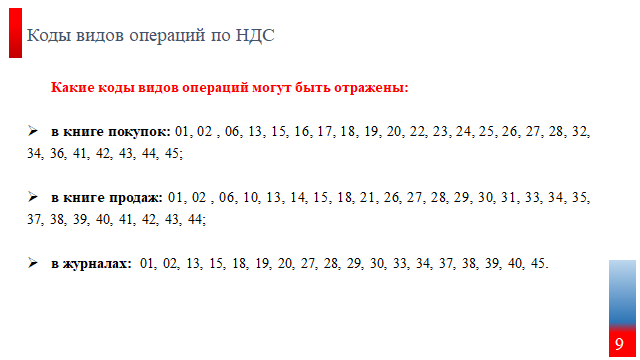 Коды видов операций по НДС
Какие коды видов операций могут быть отражены:
➢ в книге покупок: 01, 02 , 06, 13, 15, 16, 17, 18, 19, 20, 22, 23, 24, 25, 26, 27, 28, 32,
34, 36, 41, 42, 43, 44, 45;
➢ в книге продаж: 01, 02 , 06, 10, 13, 14, 15, 18, 21, 26, 27, 28, 29, 30, 31, 33, 34, 35,
37, 38, 39, 40, 41, 42, 43, 44;
➢ в журналах: 01, 02, 13, 15, 18, 19, 20, 27, 28, 29, 30, 33, 34, 37, 38, 39, 40, 45.
9